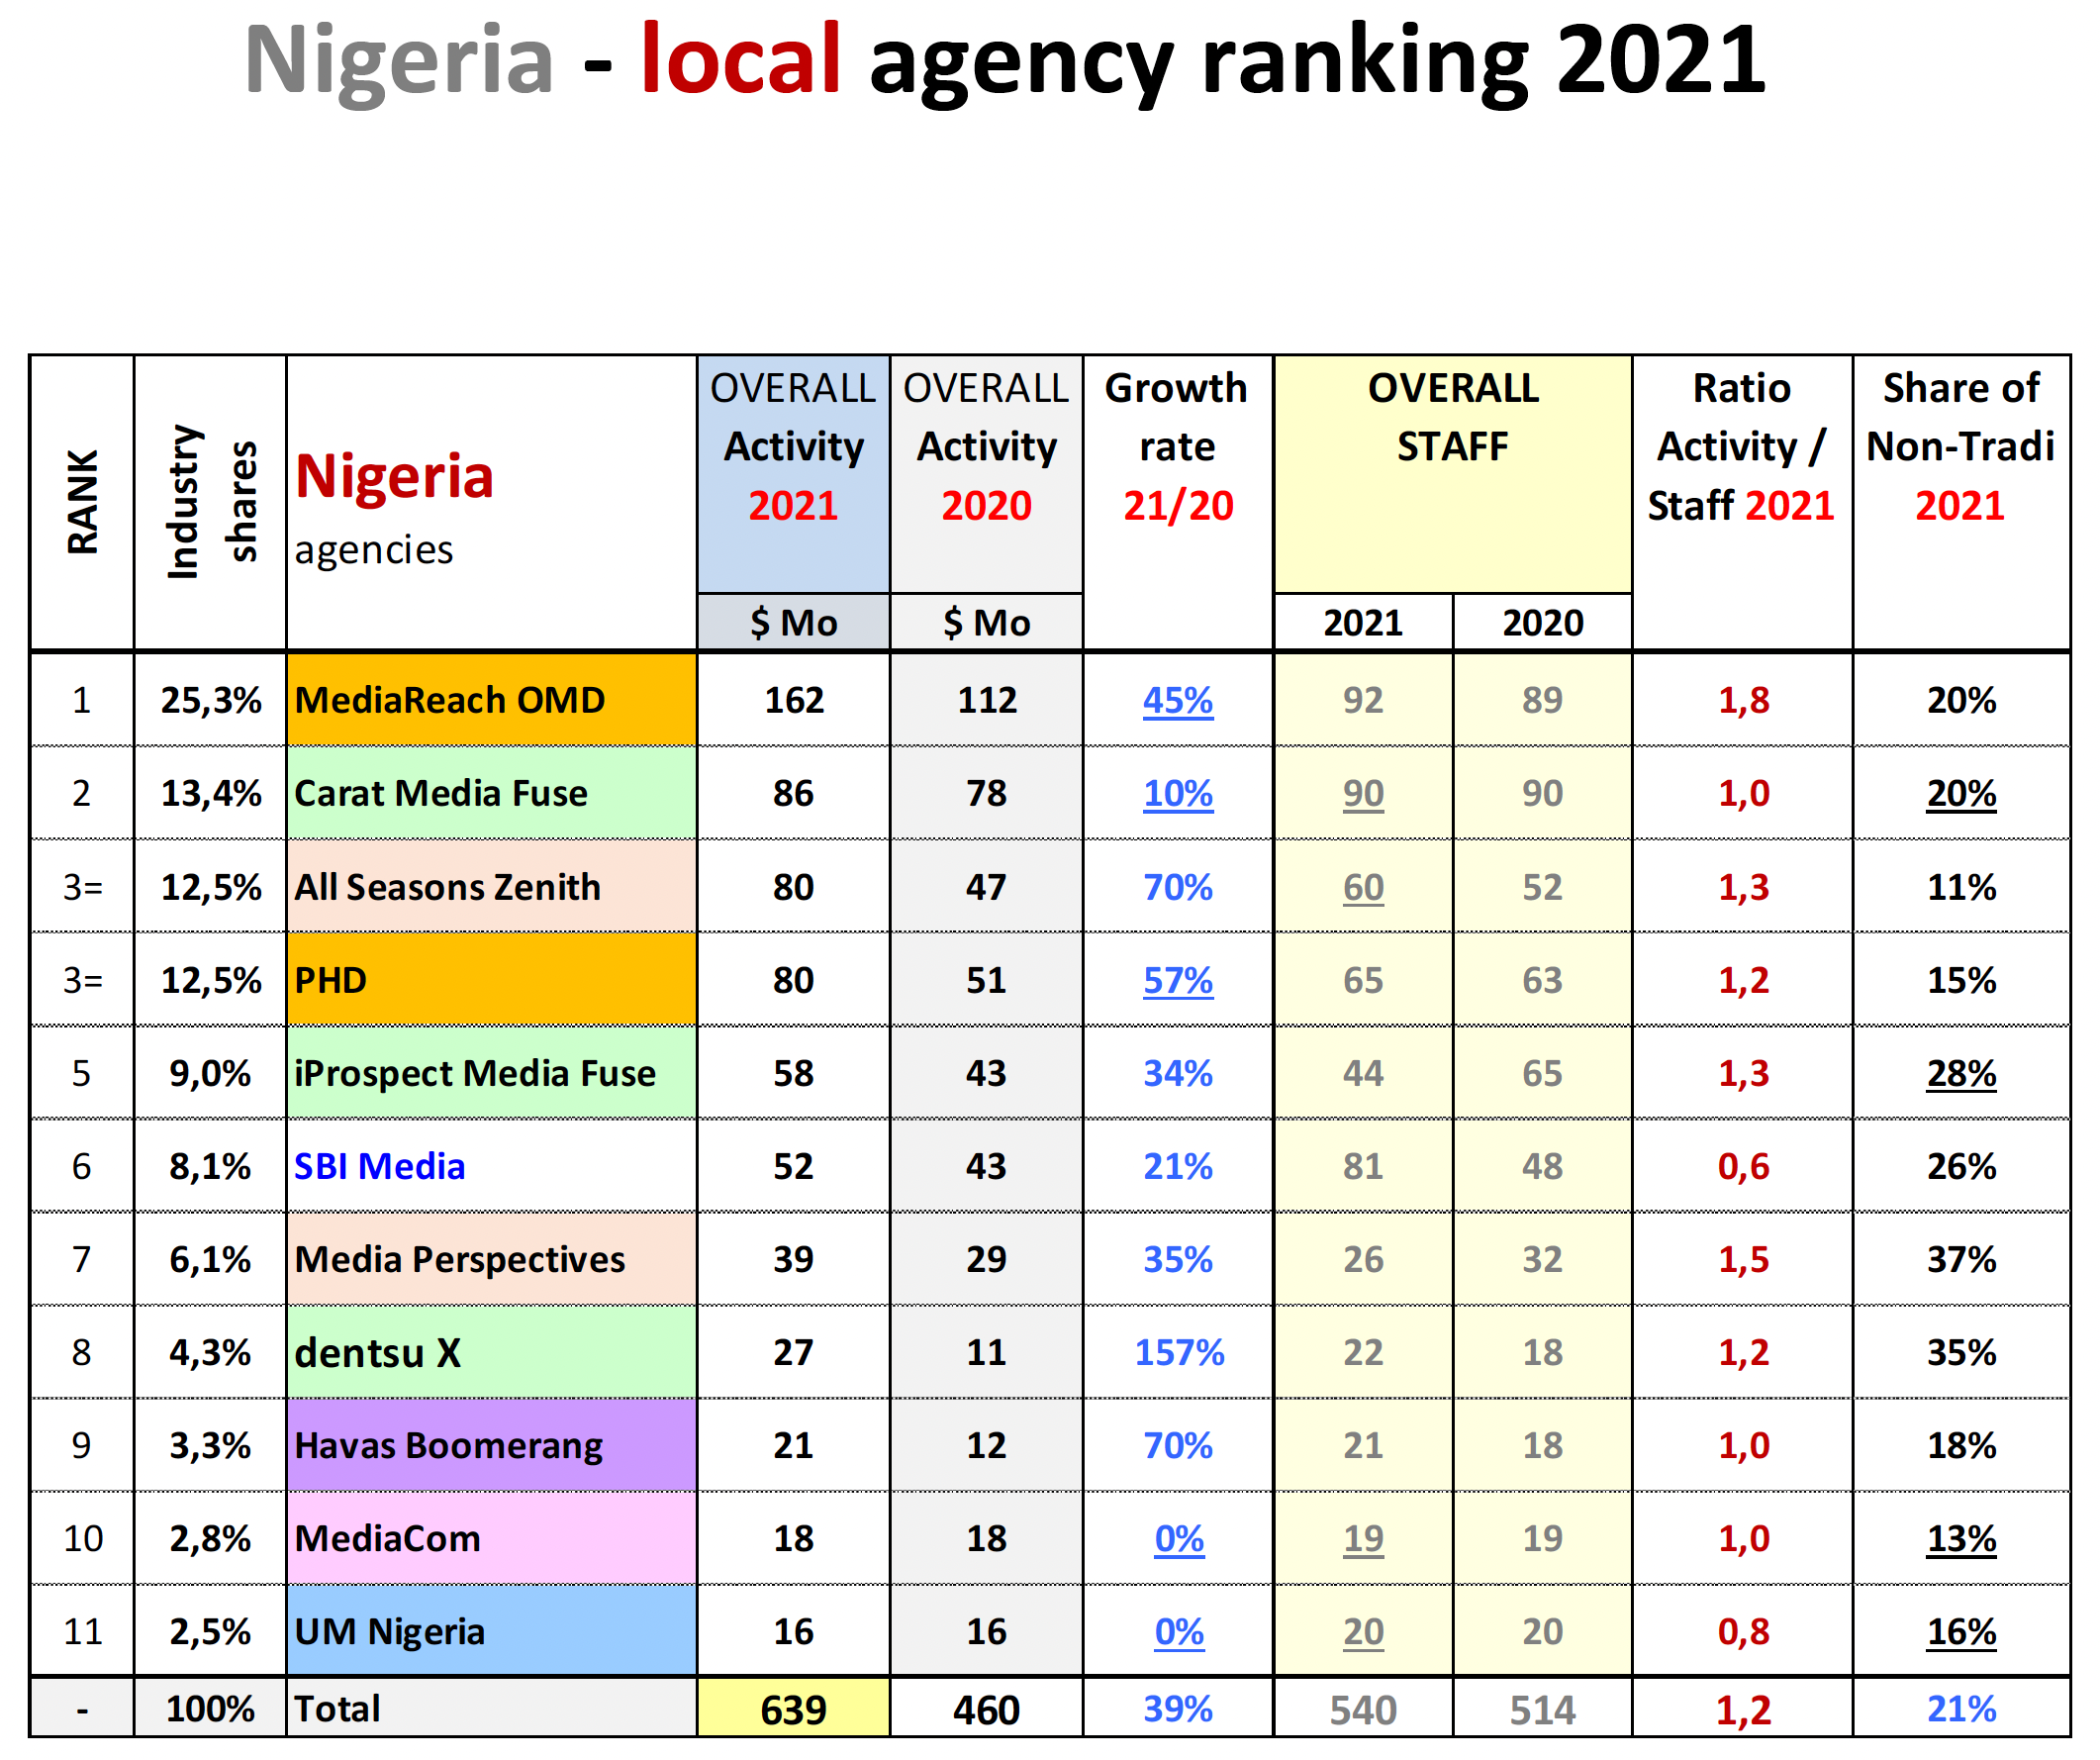 Nigeria - local agency ranking 2021
RANK
Industry
shares
Nigeria
agencies
OVERALL
Activity
2021
$ Mo
OVERALL
Activity
2020
$ Mo
Growth
rate
21/20
OVERALL
STAFF
2021 2020
Ratio
Activity /
Staff 2021
Share of
Non-Tradi
2021
1 25,3% MediaReach OMD 162 112 45% 92 89 1,8 20%
2 13,4% Carat Media Fuse 86 78 10% 90 90 1,0 20%
3= 12,5% All Seasons Zenith 80 47 70% 60 52 1,3 11%
3= 12,5% PHD 80 51 57% 65 63 1,2 15%
5 9,0% iProspect Media Fuse 58 43 34% 44 65 1,3 28%
6 8,1% SBI Media 52 43 21% 81 48 0,6 26%
7 6,1% Media Perspectives 39 29 35% 26 32 1,5 37%
8 4,3% dentsu X 27 11 157% 22 18 1,2 35%
9 3,3% Havas Boomerang 21 12 70% 21 18 1,0 18%
10 2,8% MediaCom 18 18 0% 19 19 1,0 13%
11 2,5% UM Nigeria 16 16 0% 20 20 0,8 16%
- 100% Total 639 460 39% 540 514 1,2 21%